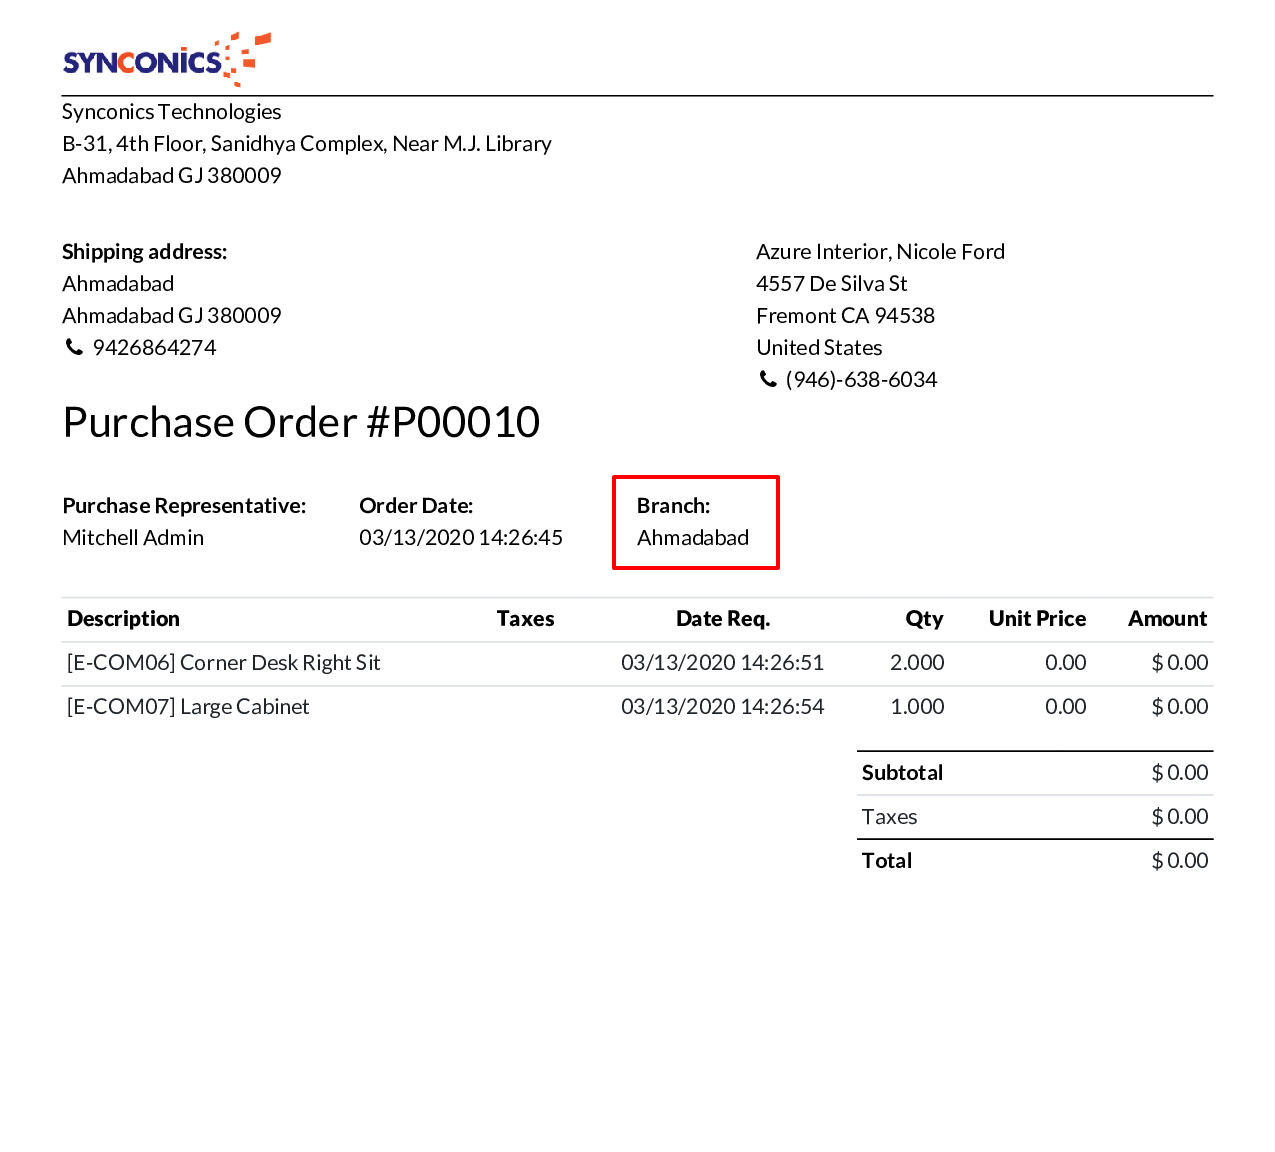 SYNCONICS
Synconics Technologies
B-31, 4th Floor, Sanidhya Complex, Near M.J. Library
Ahmadabad GJ 380009
Shipping address:
Ahmadabad
Ahmadabad GJ 380009
9426864274
Azure Interior, Nicole Ford
4557 De Silva St
Fremont CA 94538
United States
(946)-638-6034
Purchase Order #P00010
Purchase Representative: Order Date: Branch:
Mitchell Admin 03/13/2020 14:26:45 Ahmadabad
Description Taxes Date Req. Qty Unit Price Amount
[E-COM06] Corner Desk Right Sit 03/13/2020 14:26:51 2.000 0.00 $ 0.00
[E-COM07] Large Cabinet 03/13/2020 14:26:54 1.000 0.00 $ 0.00
Subtotal $ 0.00
Taxes $ 0.00
Total $ 0.00